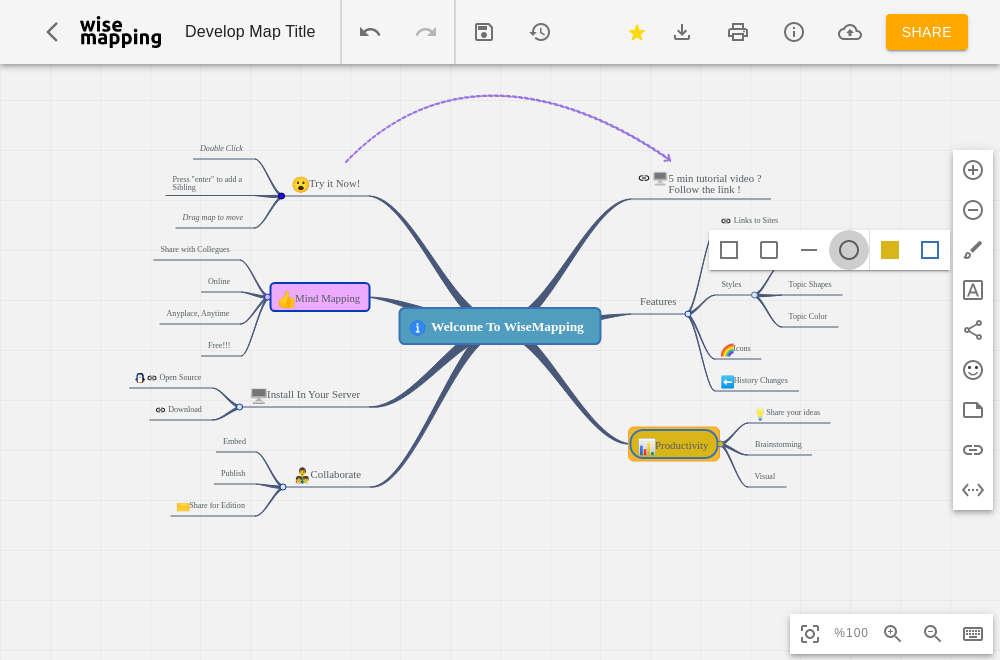 wise
mapping
Develop Map Title
SHARE
Double Click
Press "enter" to add a
Sibling
Drag map to move
Try it Now!
5 min tutorial video ?
Follow the link !
Links to Sites
Share with Collegues
Online
Anyplace, Anytime
Free!!!
Mind Mapping
Welcome To WiseMapping
Features
Styles
Topic Shapes
Topic Color
Icons
History Changes
Open Source
Download
Install In Your Server
Embed
Publish
Share for Edition
Collaborate
Productivity
Share your ideas
Brainstorming
Visual
%100